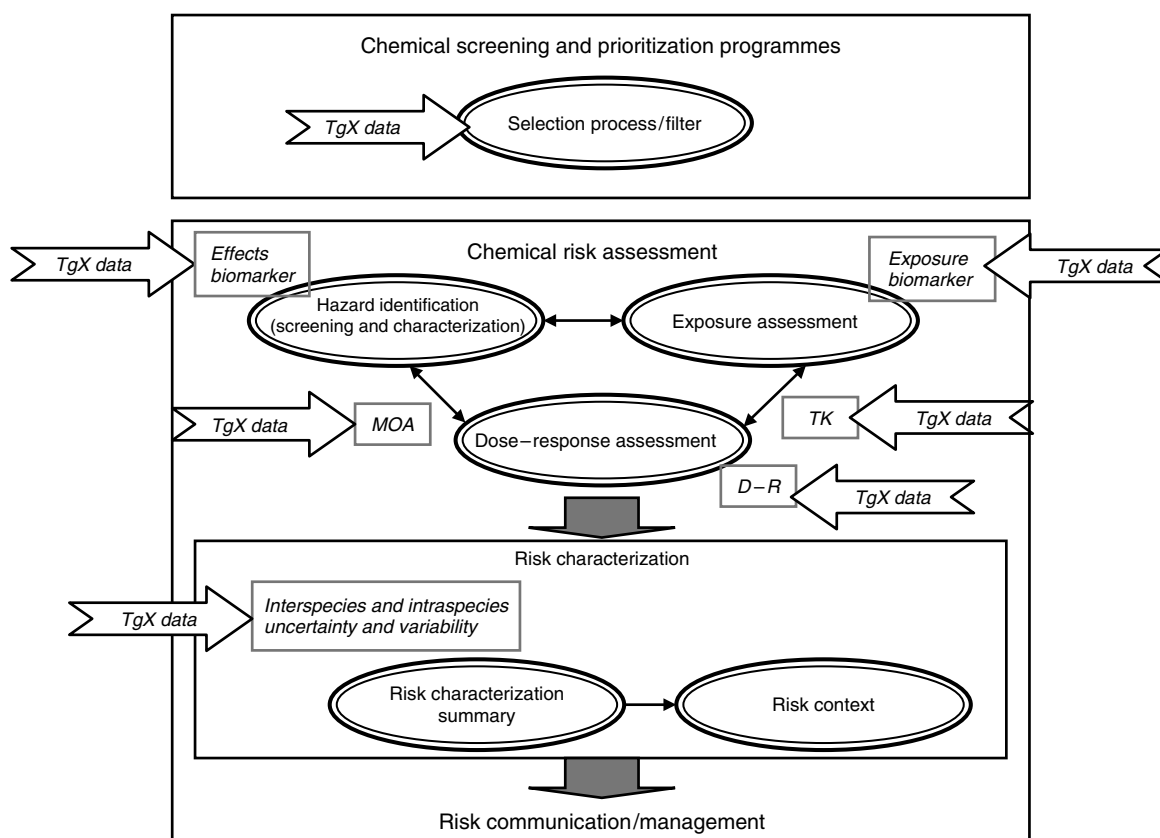 Chemical screening and prioritization programmes
TgX data
Selection process/filter
Chemical risk assessment
TgX data
Effects
biomarker
Exposure
biomarker
TgX data
Hazard identification
(screening and characterization)
Exposure assessment
TgX data
MOA
Dose–response assessment
TK
TgX data
D–R
TgX data
Risk characterization
TgX data
Interspecies and intraspecies
uncertainty and variability
Risk characterization
summary
Risk context
Risk communication/management